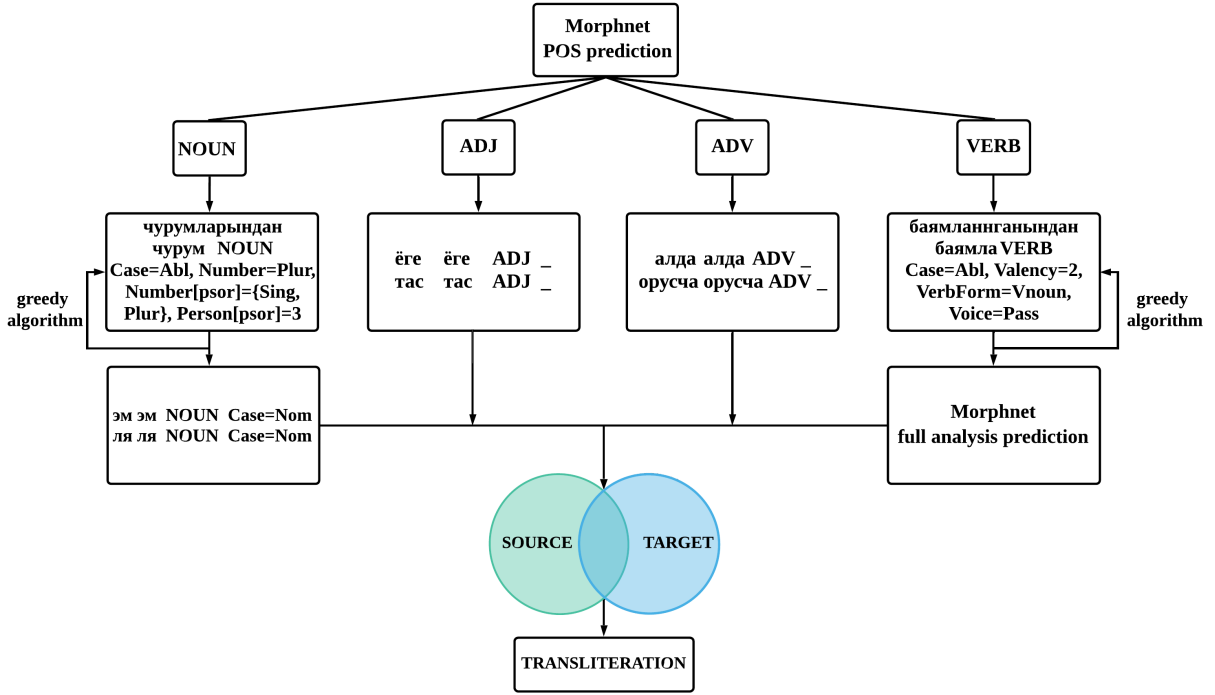 Morphnet
POS prediction
NOUN
ADJ
ADV
VERB
чурумларындан
чурум NOUN
Case=Abl, Number=Plur,
Number[psor]={Sing,
Plur}, Person[psor]=3
ёге ёге ADJ _
тас тас ADJ _
алда алда ADV _
орусча орусча ADV _
баямланнганындан
баямла VERB
Case=Abl, Valency=2,
VerbForm=Vnoun,
Voice=Pass
greedy
algorithm
greedy
algorithm
эм эм NOUN Case=Nom
ля ля NOUN Case=Nom
Morphnet
full analysis prediction
SOURCE
TARGET
TRANSLITERATION